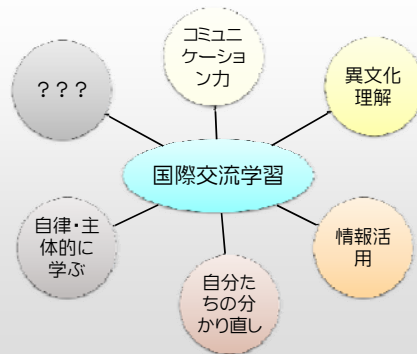 コミュニ
ケーショ
ン力
？？？
異文化
理解
国際交流学習
自律・主
体的に
学ぶ
情報活
用
自分た
ちの分
かり直し